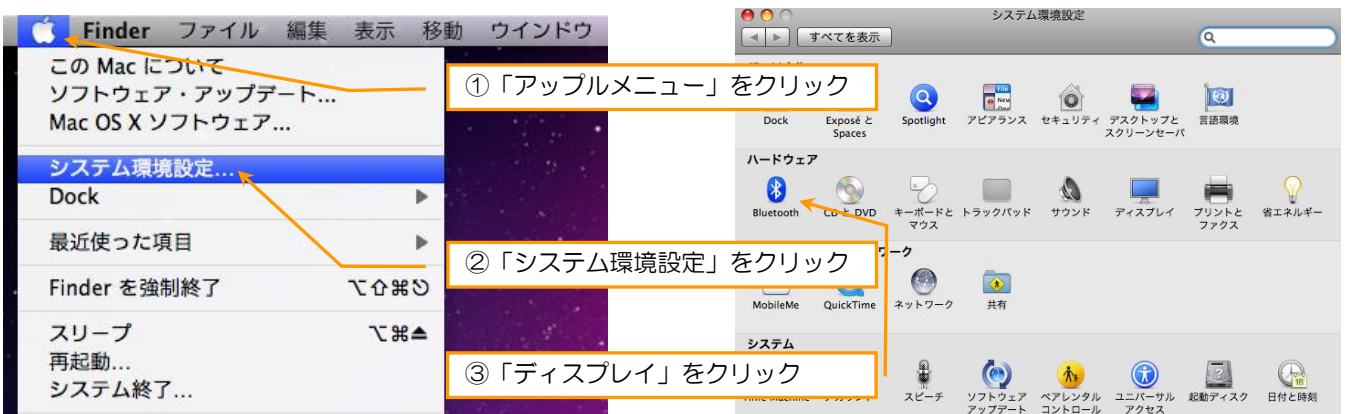 Finder ファイル 編集 表示 移動 ウインドウ
この Mac について
ソフトウェア・アップデート...
Mac OS X ソフトウェア...
システム環境設定...
Dock
最近使った項目
Finder を強制終了 ⌥⇧⌘⎋
スリープ ⌥⌘⏏
再起動...
システム終了...
①「アップルメニュー」をクリック
②「システム環境設定」をクリック
③「ディスプレイ」をクリック
システム環境設定
すべてを表示
Dock
Exposé と
Spaces
Spotlight
アピアランス
セキュリティ
デスクトップと
スクリーンセーバ
言語環境
ハードウェア
Bluetooth
CD と DVD
キーボードと
マウス
トラックパッド
サウンド
ディスプレイ
プリントと
ファクス
省エネルギー
ワーク
MobileMe
QuickTime
ネットワーク
共有
システム
スピーチ
ソフトウェア
アップデート
ペアレンタル
コントロール
ユニバーサル
アクセス
起動ディスク
日付と時刻